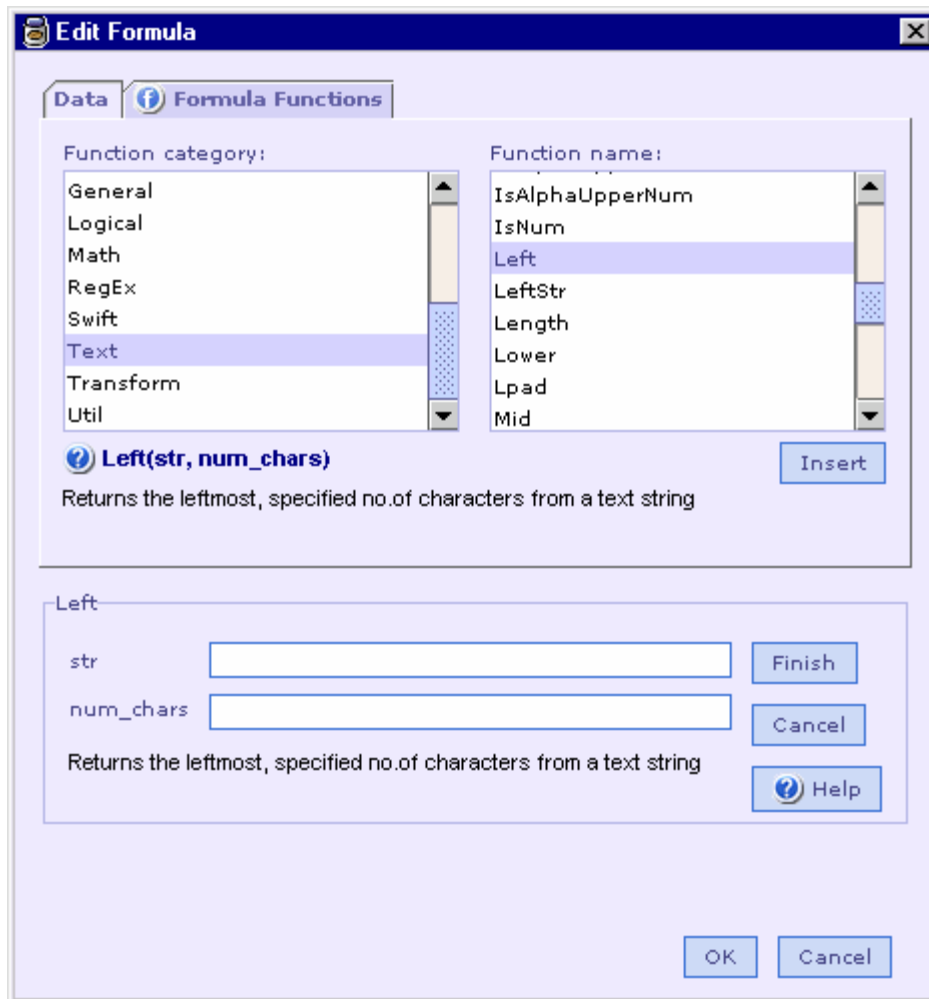 Edit Formula
Data
Formula Functions
Function category:
Function name:
General
Logical
Math
RegEx
Swift
Text
Transform
Util
IsAlphaUpperNum
IsNum
Left
LeftStr
Length
Lower
Lpad
Mid
Left(str, num_chars)
Insert
Returns the leftmost, specified no.of characters from a text string
Left
str
Finish
num_chars
Cancel
Returns the leftmost, specified no.of characters from a text string
Help
OK
Cancel